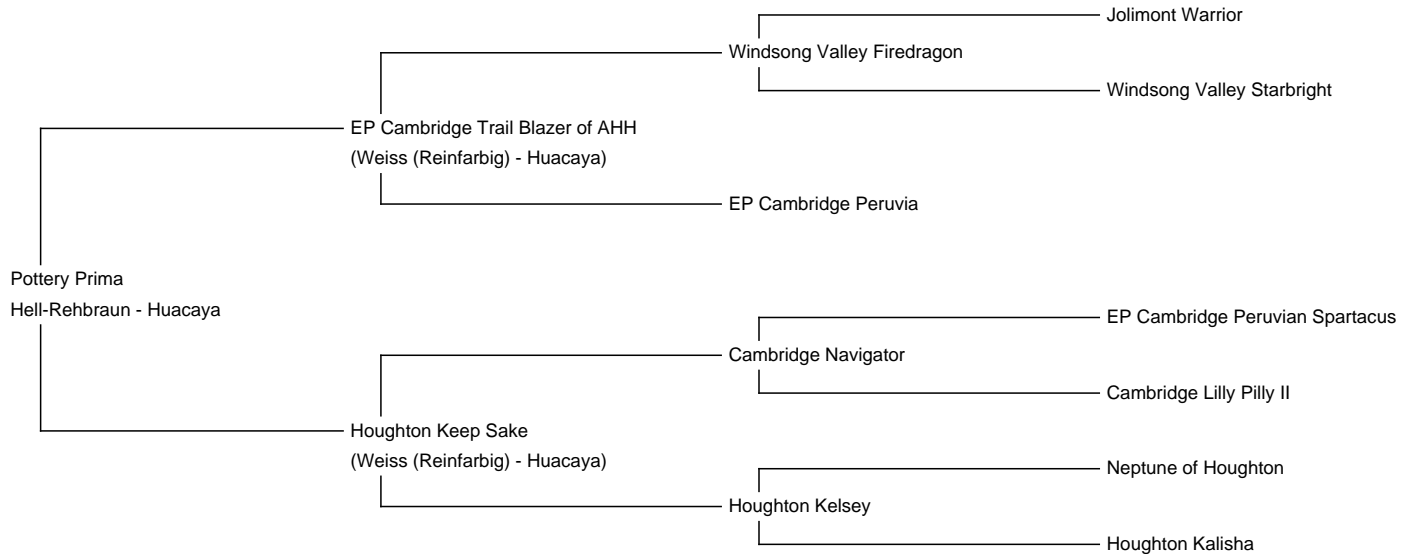 Jolimont Warrior
Windsong Valley Firedragon
Windsong Valley Starbright
EP Cambridge Trail Blazer of AHH
(Weiss (Reinfarbig) - Huacaya)
EP Cambridge Peruvia
Pottery Prima
Hell-Rehbraun - Huacaya
EP Cambridge Peruvian Spartacus
Cambridge Navigator
Cambridge Lilly Pilly II
Houghton Keep Sake
(Weiss (Reinfarbig) - Huacaya)
Neptune of Houghton
Houghton Kelsey
Houghton Kalisha